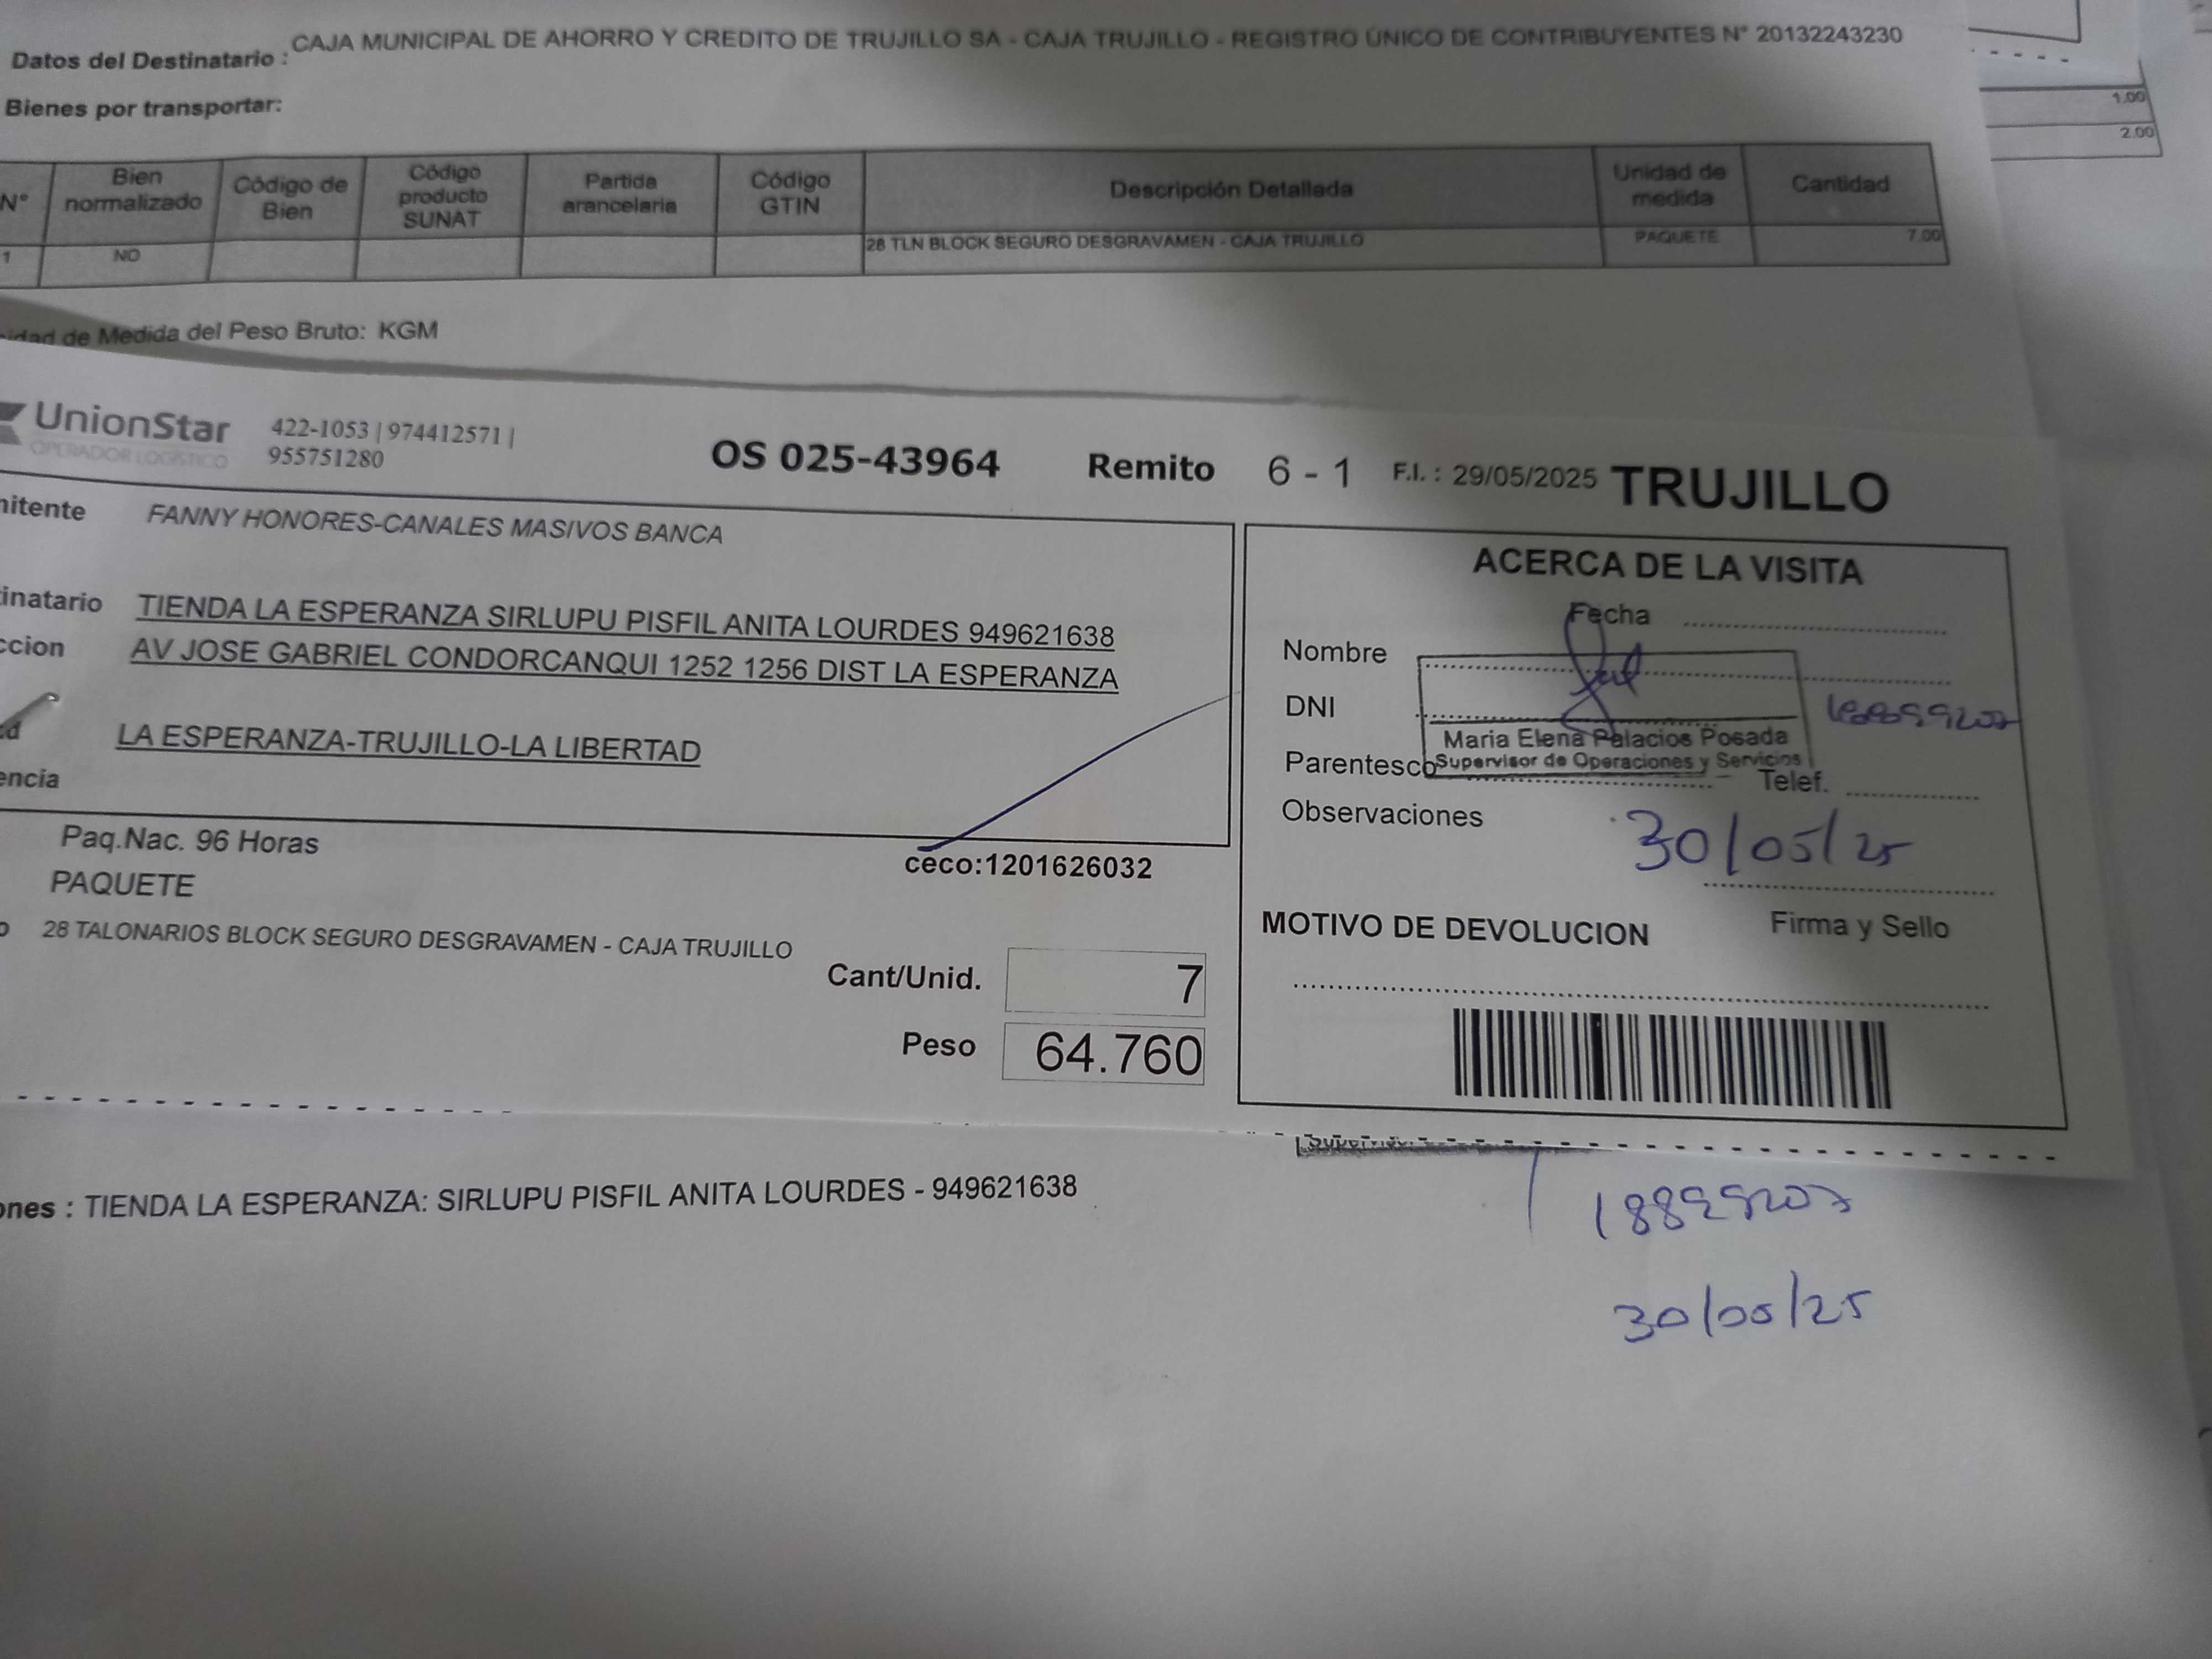 Datos del Destinatario : CAJA MUNICIPAL DE AHORRO Y CREDITO DE TRUJILLO SA - CAJA TRUJILLO - REGISTRO ÚNICO DE CONTRIBUYENTES N° 20132243230
Bienes por transportar:
1.00
2.00
N° Bien normalizado Código de Bien Código producto SUNAT Partida arancelaria Código GTIN Descripción Detallada Unidad de medida Cantidad
1 NO 28 TLN BLOCK SEGURO DESGRAVAMEN - CAJA TRUJILLO PAQUETE 7.00
idad de Medida del Peso Bruto: KGM
UnionStar
OPERADOR LOGÍSTICO
422-1053 | 974412571 |
955751280
OS 025-43964 Remito 6 - 1 F.I. : 29/05/2025 TRUJILLO
nitente FANNY HONORES-CANALES MASIVOS BANCA
tinatario TIENDA LA ESPERANZA SIRLUPU PISFIL ANITA LOURDES 949621638
ccion AV JOSE GABRIEL CONDORCANQUI 1252 1256 DIST LA ESPERANZA
d LA ESPERANZA-TRUJILLO-LA LIBERTAD
encia
Paq.Nac. 96 Horas
ceco:1201626032
PAQUETE
o 28 TALONARIOS BLOCK SEGURO DESGRAVAMEN - CAJA TRUJILLO
Cant/Unid. 7
Peso 64.760
ACERCA DE LA VISITA
Fecha
Nombre
DNI
Maria Elena Palacios Posada
Supervisor de Operaciones y Servicios
Parentesco
Telef.
Observaciones
30/05/25
MOTIVO DE DEVOLUCION Firma y Sello
ones : TIENDA LA ESPERANZA: SIRLUPU PISFIL ANITA LOURDES - 949621638
30/05/25